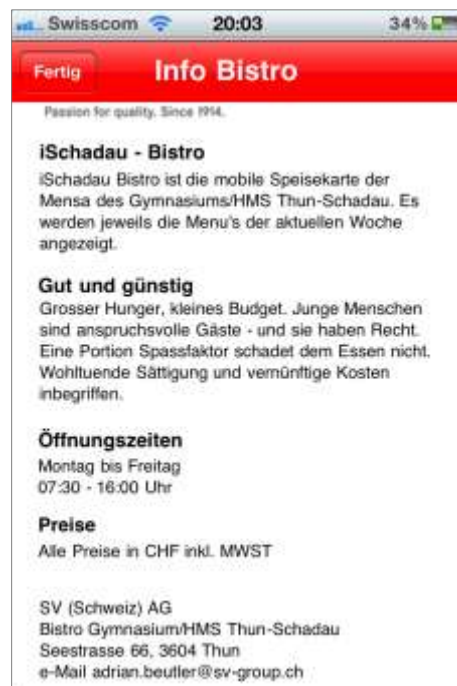 Swisscom 20:03 34%
Fertig Info Bistro
Passion for quality. Since 1914.
iSchadau - Bistro
iSchadau Bistro ist die mobile Speisekarte der
Mensa des Gymnasiums/HMS Thun-Schadau. Es
werden jeweils die Menu's der aktuellen Woche
angezeigt.
Gut und günstig
Grosser Hunger, kleines Budget. Junge Menschen
sind anspruchsvolle Gäste - und sie haben Recht.
Eine Portion Spassfaktor schadet dem Essen nicht.
Wohltuende Sättigung und vernünftige Kosten
inbegriffen.
Öffnungszeiten
Montag bis Freitag
07:30 - 16:00 Uhr
Preise
Alle Preise in CHF inkl. MWST
SV (Schweiz) AG
Bistro Gymnasium/HMS Thun-Schadau
Seestrasse 66, 3604 Thun
e-Mail adrian.beutler@sv-group.ch